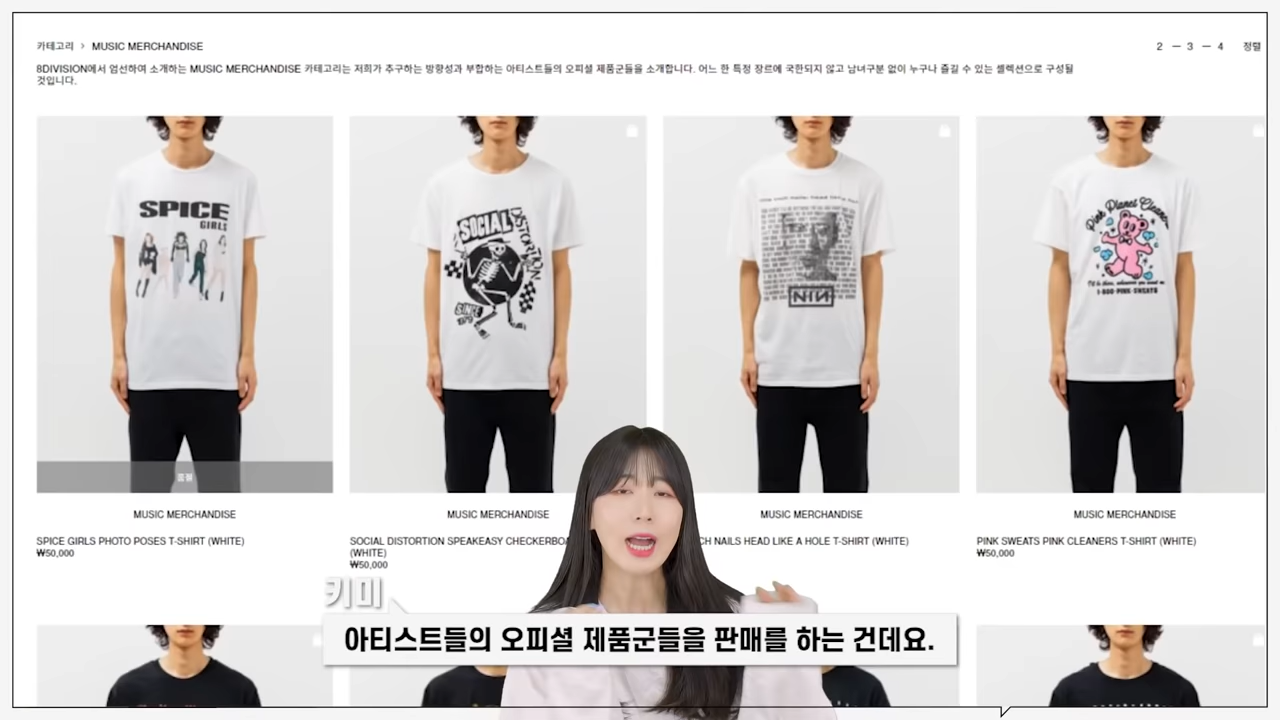 카테고리 › MUSIC MERCHANDISE
2 — 3 — 4 정렬
8DIVISION에서 엄선하여 소개하는 MUSIC MERCHANDISE 카테고리는 저희가 추구하는 방향성과 부합하는 아티스트들의 오피셜 제품군들을 소개합니다. 어느 한 특정 장르에 국한되지 않고 남녀구분 없이 누구나 즐길 수 있는 셀렉션으로 구성될
것입니다.
SPICE
GIRLS
SOCIAL
DISTORTION
SINCE
NIN
Pink Planet Cleaners
I'll be there, whenever you need me
1-800-PINK-SWEATS
품절
MUSIC MERCHANDISE
SPICE GIRLS PHOTO POSES T-SHIRT (WHITE)
₩50,000
MUSIC MERCHANDISE
SOCIAL DISTORTION SPEAKEASY CHECKERBOA
(WHITE)
₩50,000
MUSIC MERCHANDISE
CH NAILS HEAD LIKE A HOLE T-SHIRT (WHITE)
MUSIC MERCHANDISE
PINK SWEATS PINK CLEANERS T-SHIRT (WHITE)
₩50,000
키미
아티스트들의 오피셜 제품군들을 판매를 하는 건데요.